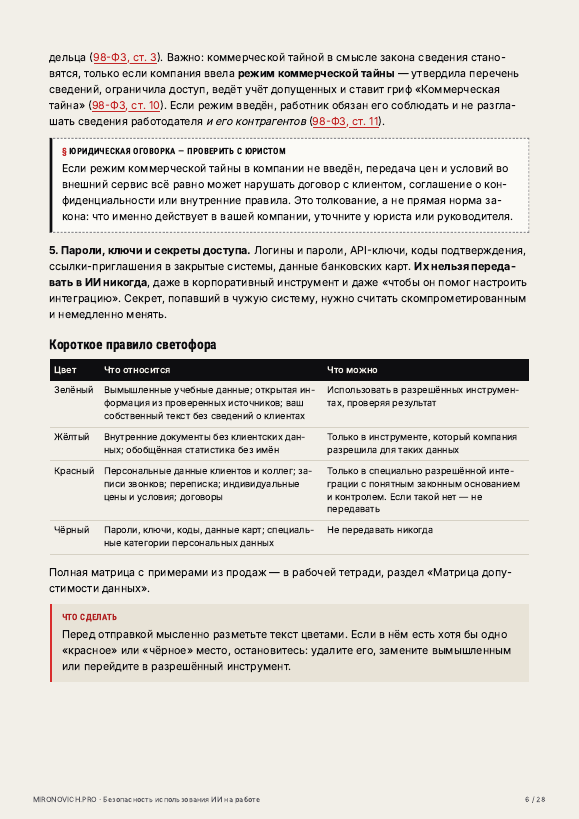 дельца (98-ФЗ, ст. 3). Важно: коммерческой тайной в смысле закона сведения стано-
вятся, только если компания ввела режим коммерческой тайны — утвердила перечень
сведений, ограничила доступ, ведёт учёт допущенных и ставит гриф «Коммерческая
тайна» (98-ФЗ, ст. 10). Если режим введён, работник обязан его соблюдать и не разгла-
шать сведения работодателя и его контрагентов (98-ФЗ, ст. 11).
§ ЮРИДИЧЕСКАЯ ОГОВОРКА — ПРОВЕРИТЬ С ЮРИСТОМ
Если режим коммерческой тайны в компании не введён, передача цен и условий во
внешний сервис всё равно может нарушать договор с клиентом, соглашение о кон-
фиденциальности или внутренние правила. Это толкование, а не прямая норма за-
кона: что именно действует в вашей компании, уточните у юриста или руководителя.
5. Пароли, ключи и секреты доступа. Логины и пароли, API-ключи, коды подтверждения,
ссылки-приглашения в закрытые системы, данные банковских карт. Их нельзя переда-
вать в ИИ никогда, даже в корпоративный инструмент и даже «чтобы он помог настроить
интеграцию». Секрет, попавший в чужую систему, нужно считать скомпрометированным
и немедленно менять.
Короткое правило светофора
Цвет Что относится Что можно
Зелёный Вымышленные учебные данные; открытая ин- Использовать в разрешённых инструмен-
формация из проверенных источников; ваш тах, проверяя результат
собственный текст без сведений о клиентах
Жёлтый Внутренние документы без клиентских дан- Только в инструменте, который компания
ных; обобщённая статистика без имён разрешила для таких данных
Красный Персональные данные клиентов и коллег; за- Только в специально разрешённой инте-
писи звонков; переписка; индивидуальные грации с понятным законным основанием
цены и условия; договоры и контролем. Если такой нет — не
передавать
Чёрный Пароли, ключи, коды, данные карт; специаль- Не передавать никогда
ные категории персональных данных
Полная матрица с примерами из продаж — в рабочей тетради, раздел «Матрица допу-
стимости данных».
ЧТО СДЕЛАТЬ
Перед отправкой мысленно разметьте текст цветами. Если в нём есть хотя бы одно
«красное» или «чёрное» место, остановитесь: удалите его, замените вымышленным
или перейдите в разрешённый инструмент.
MIRONOVICH.PRO · Безопасность использования ИИ на работе 6 / 28